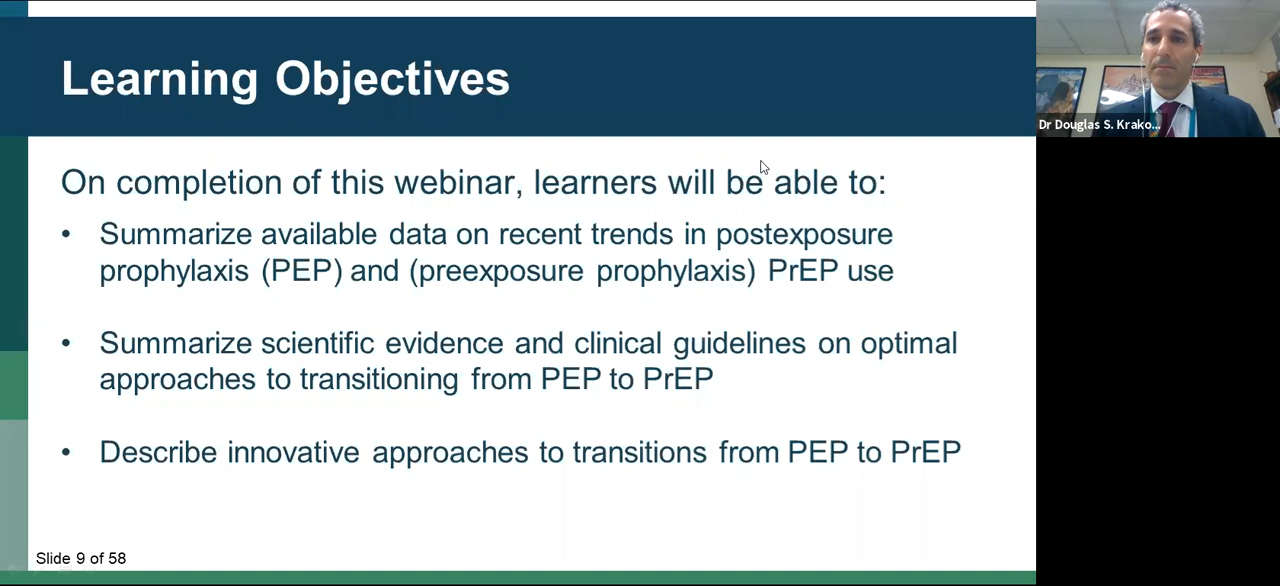 Learning Objectives
Dr Douglas S. Krako...
On completion of this webinar, learners will be able to:
• Summarize available data on recent trends in postexposure
prophylaxis (PEP) and (preexposure prophylaxis) PrEP use
• Summarize scientific evidence and clinical guidelines on optimal
approaches to transitioning from PEP to PrEP
• Describe innovative approaches to transitions from PEP to PrEP
Slide 9 of 58